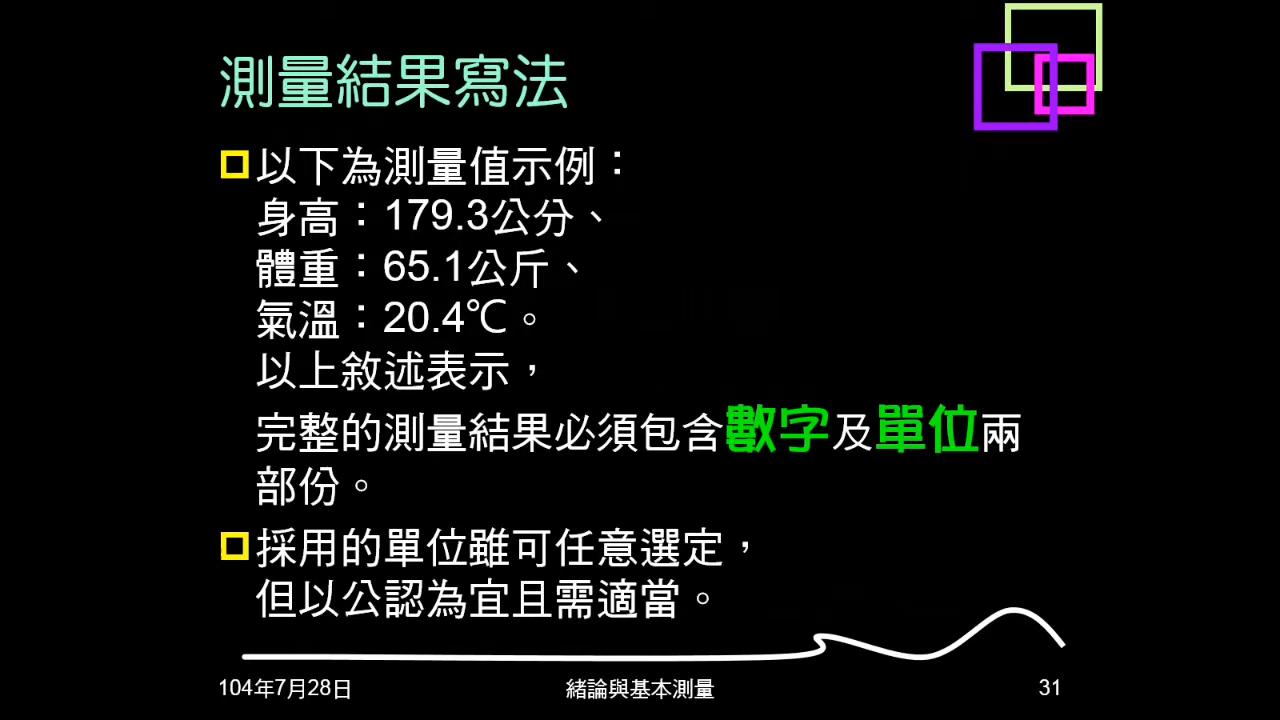 測量結果寫法
以下為測量值示例：
身高：179.3公分、
體重：65.1公斤、
氣溫：20.4℃。
以上敘述表示，
完整的測量結果必須包含數字及單位兩
部份。
採用的單位雖可任意選定，
但以公認為宜且需適當。
104年7月28日
緒論與基本測量
31